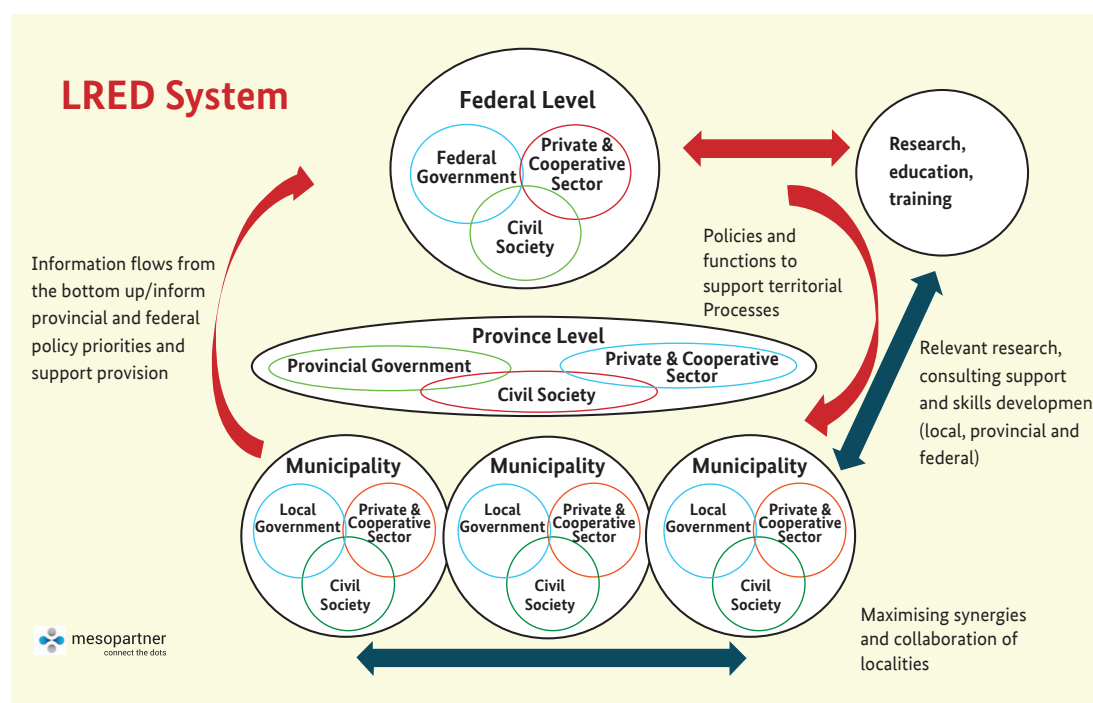 LRED System
Federal Level
Federal
Government
Private &
Cooperative
Sector
Civil
Society
Research,
education,
training
Information flows from
the bottom up/inform
provincial and federal
policy priorities and
support provision
Policies and
functions to
support territorial
Processes
Province Level
Provincial Government
Private & Cooperative
Sector
Civil Society
Relevant research,
consulting support
and skills developmen
(local, provincial and
federal)
Municipality
Local
Government
Private &
Cooperative
Sector
Civil
Society
Municipality
Local
Government
Private &
Cooperative
Sector
Civil
Society
Municipality
Local
Government
Private &
Cooperative
Sector
Civil
Society
Maximising synergies
and collaboration of
localities
mesopartner
connect the dots